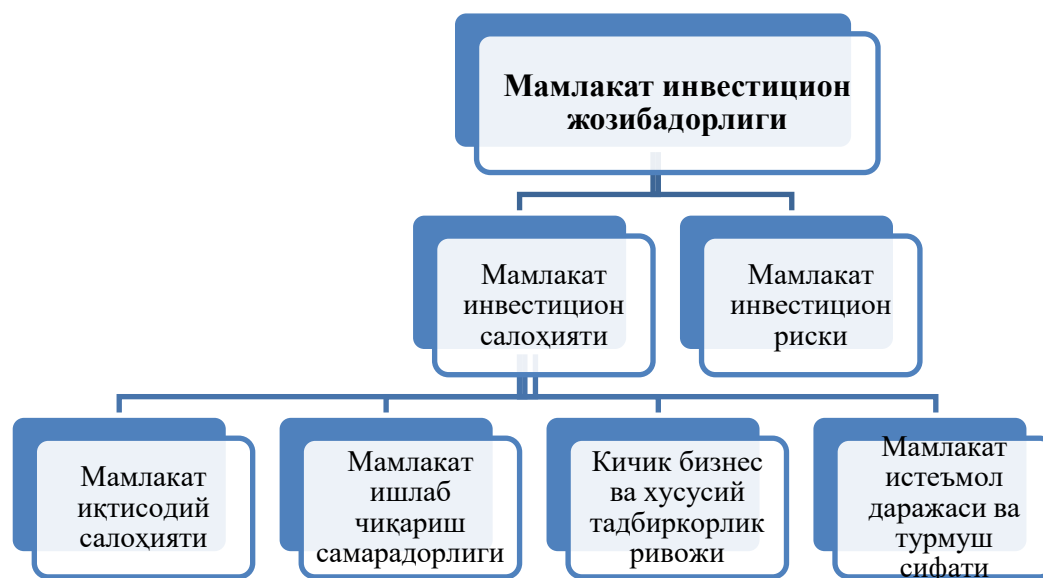 Мамлакат инвестицион
жозибадорлиги
Мамлакат
инвестицион
салоҳияти
Мамлакат
инвестицион
риски
Мамлакат
иқтисодий
салоҳияти
Мамлакат
ишлаб
чиқариш
самарадорлиги
Кичик бизнес
ва хусусий
тадбиркорлик
ривожи
Мамлакат
истеъмол
даражаси ва
турмуш
сифати